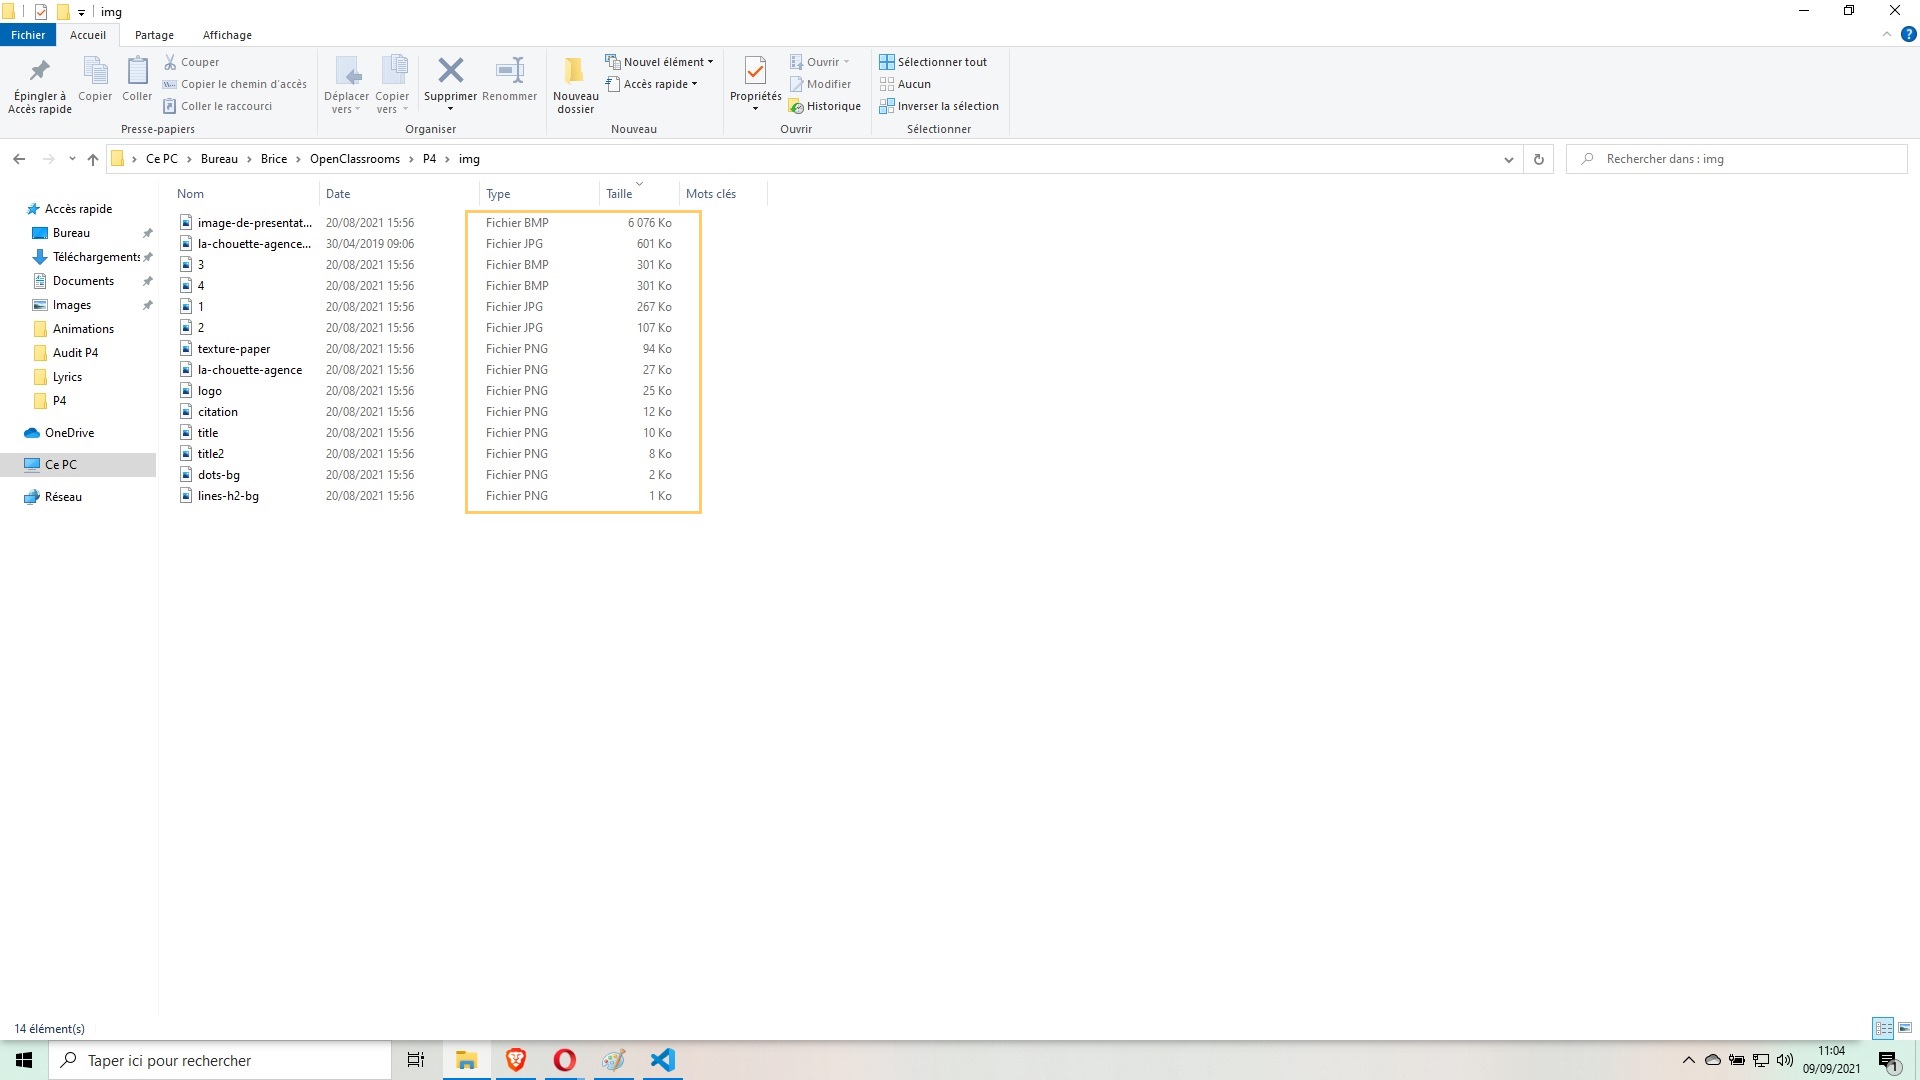 img
Fichier Accueil Partage Affichage
Épingler à Accès rapide
Copier
Coller
Couper
Copier le chemin d'accès
Coller le raccourci
Presse-papiers
Déplacer vers
Copier vers
Supprimer
Renommer
Organiser
Nouveau dossier
Nouvel élément
Accès rapide
Nouveau
Propriétés
Ouvrir
Modifier
Historique
Ouvrir
Sélectionner tout
Aucun
Inverser la sélection
Sélectionner
Ce PC > Bureau > Brice > OpenClassrooms > P4 > img
Rechercher dans : img
Accès rapide
Bureau
Téléchargements
Documents
Images
Animations
Audit P4
Lyrics
P4
OneDrive
Ce PC
Réseau
Nom Date Type Taille Mots clés
image-de-presentat... 20/08/2021 15:56 Fichier BMP 6 076 Ko
la-chouette-agence... 30/04/2019 09:06 Fichier JPG 601 Ko
3 20/08/2021 15:56 Fichier BMP 301 Ko
4 20/08/2021 15:56 Fichier BMP 301 Ko
1 20/08/2021 15:56 Fichier JPG 267 Ko
2 20/08/2021 15:56 Fichier JPG 107 Ko
texture-paper 20/08/2021 15:56 Fichier PNG 94 Ko
la-chouette-agence 20/08/2021 15:56 Fichier PNG 27 Ko
logo 20/08/2021 15:56 Fichier PNG 25 Ko
citation 20/08/2021 15:56 Fichier PNG 12 Ko
title 20/08/2021 15:56 Fichier PNG 10 Ko
title2 20/08/2021 15:56 Fichier PNG 8 Ko
dots-bg 20/08/2021 15:56 Fichier PNG 2 Ko
lines-h2-bg 20/08/2021 15:56 Fichier PNG 1 Ko
14 élément(s)
Taper ici pour rechercher
11:04
09/09/2021
1